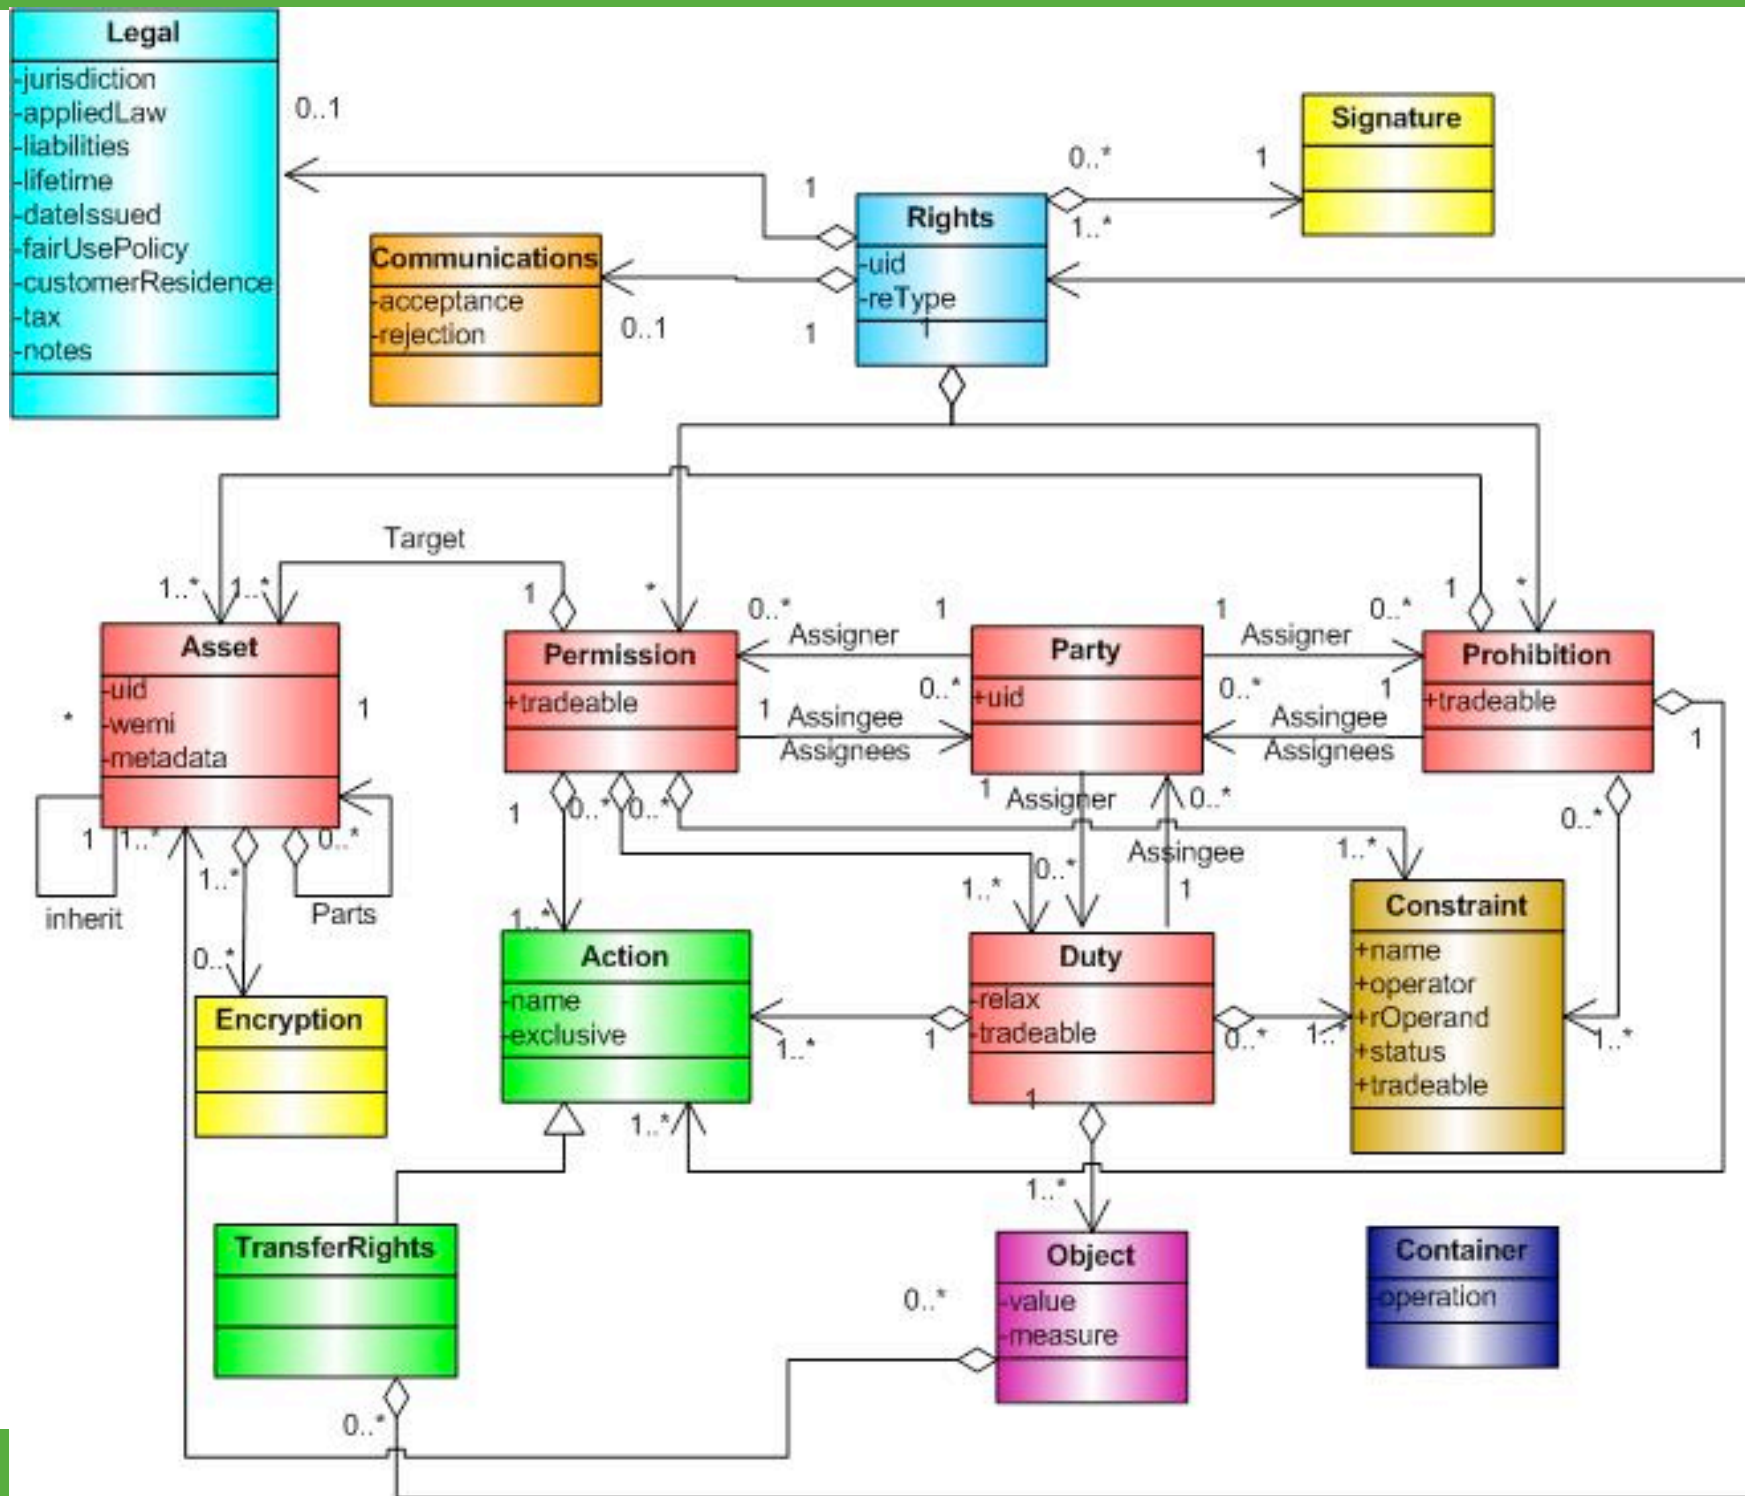 Legal
-jurisdiction
-appliedLaw
-liabilities
-lifetime
-dateIssued
-fairUsePolicy
-customerResidence
-tax
-notes
0..1
1
Communications
-acceptance
-rejection
0..1
1
Rights
-uid
-reType
1
0..*
1
1..*
Signature
Target
1..*
1..*
1
*
0..*
1
1
0..*
1
*
Asset
-uid
-wemi
-metadata
*
1
1
1..*
0..*
inherit
Parts
1..*
0..*
Encryption
Permission
+tradeable
Assigner
0..*
1
Assingee
Assignees
Party
+uid
Assigner
0..*
1
Assingee
Assignees
Prohibition
+tradeable
1
1
0..*
0..*
1
Assigner
0..*
0..*
Assingee
1
1..*
1..*
0..*
1..*
Action
-name
-exclusive
1..*
1
Duty
-relax
-tradeable
1
0..*
1..*
Constraint
+name
+operator
+rOperand
+status
+tradeable
1..*
1..*
1..*
TransferRights
0..*
Object
-value
-measure
0..*
Container
-operation